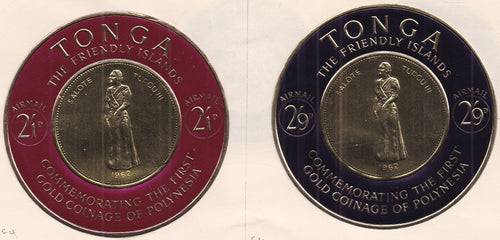 TONGA
THE FRIENDLY ISLANDS
SALOTE TUPOU III
AIRMAIL 2'1D
AIRMAIL 2'1D
1962
COMMEMORATING THE FIRST
GOLD COINAGE OF POLYNESIA
TONGA
THE FRIENDLY ISLANDS
SALOTE TUPOU III
AIRMAIL 2'9D
AIRMAIL 2'9D
1962
COMMEMORATING THE FIRST
GOLD COINAGE OF POLYNESIA